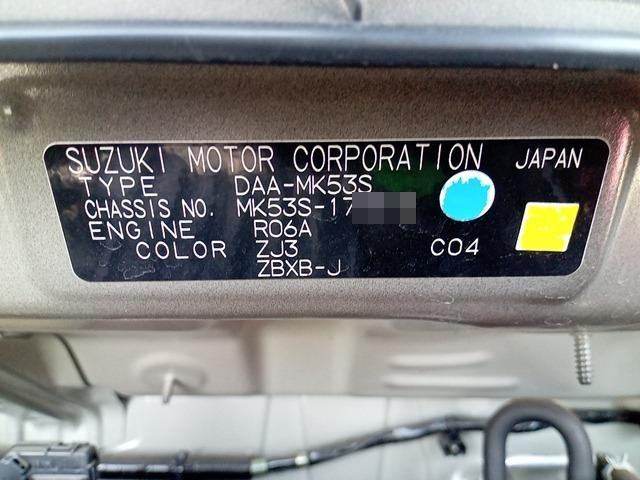 SUZUKI MOTOR CORPORATION JAPAN
TYPE DAA-MK53S
CHASSIS NO. MK53S-17
ENGINE R06A
COLOR ZJ3 C04
ZBXB-J